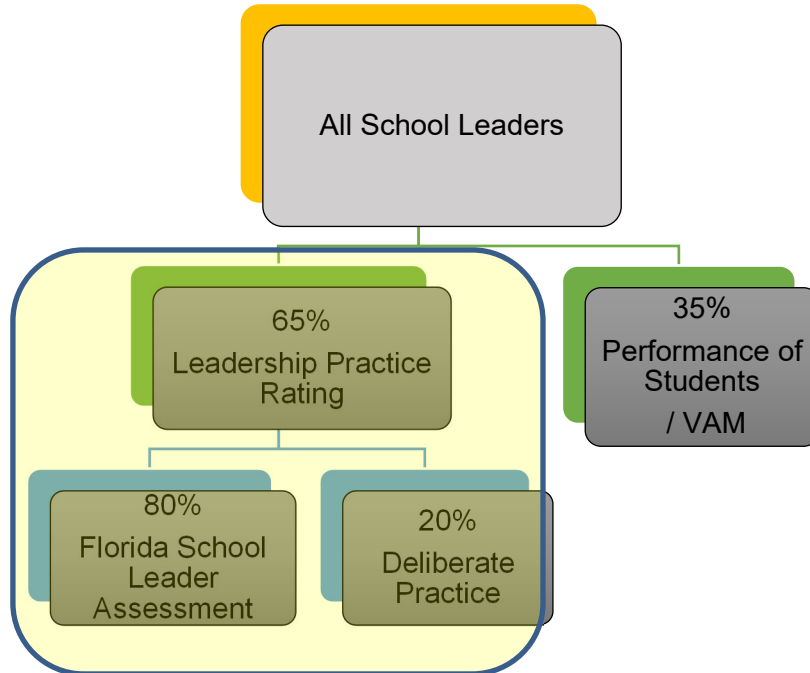 All School Leaders
65%
Leadership Practice
Rating
35%
Performance of
Students
/ VAM
80%
Florida School
Leader
Assessment
20%
Deliberate
Practice